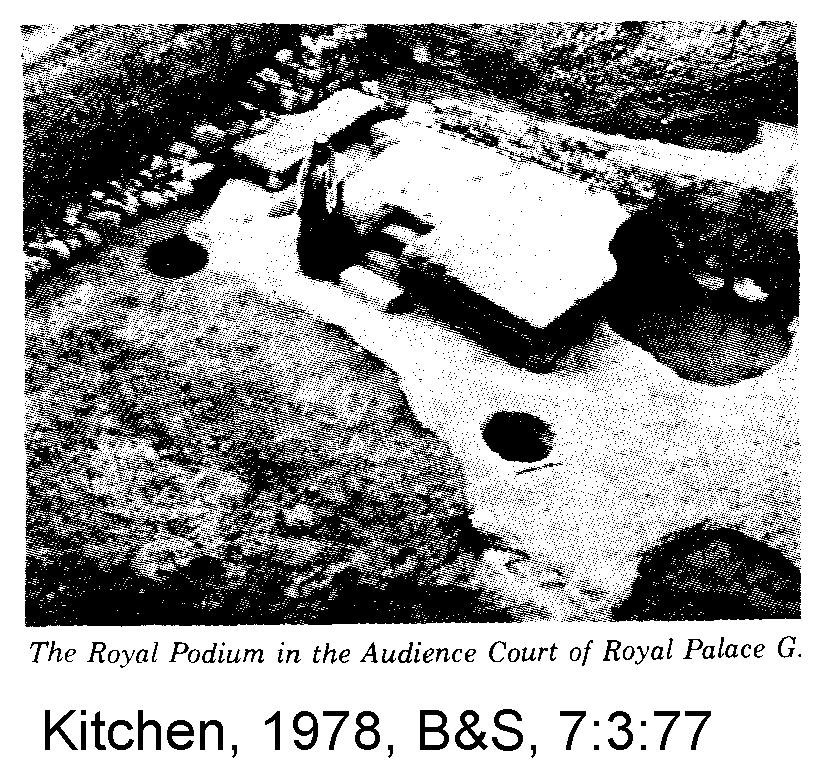 The Royal Podium in the Audience Court of Royal Palace G.
Kitchen, 1978, B&S, 7:3:77